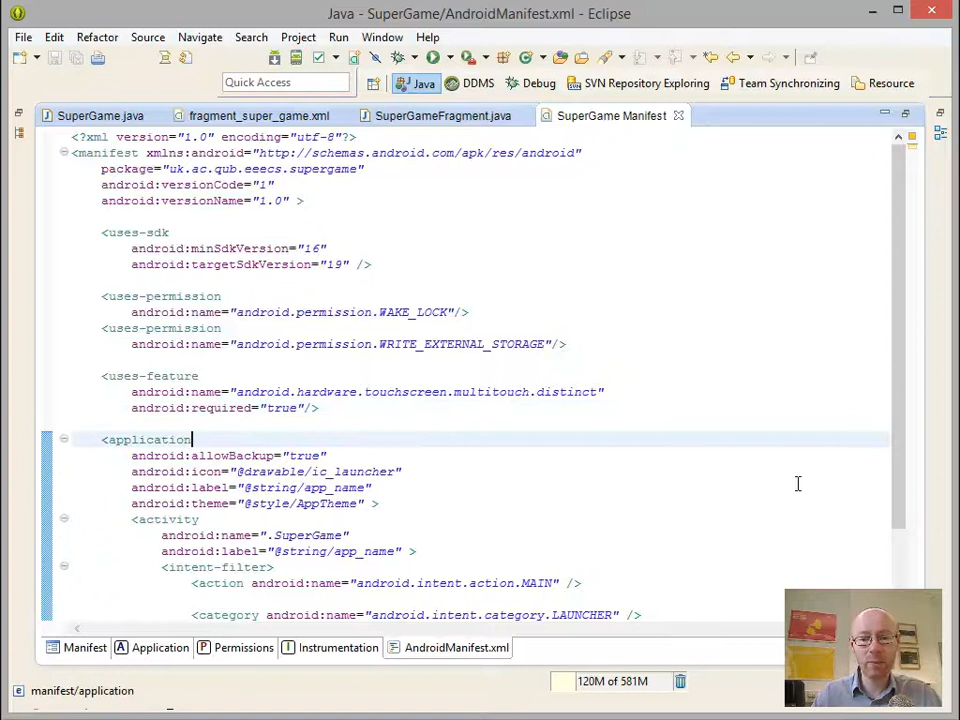 Java - SuperGame/AndroidManifest.xml - Eclipse
File Edit Refactor Source Navigate Search Project Run Window Help
Quick Access
Java DDMS Debug SVN Repository Exploring Team Synchronizing Resource
SuperGame.java fragment_super_game.xml SuperGameFragment.java SuperGame Manifest
<?xml version="1.0" encoding="utf-8"?>
<manifest xmlns:android="http://schemas.android.com/apk/res/android"
package="uk.ac.qub.eeecs.supergame"
android:versionCode="1"
android:versionName="1.0" >
<uses-sdk
android:minSdkVersion="16"
android:targetSdkVersion="19" />
<uses-permission
android:name="android.permission.WAKE_LOCK"/>
<uses-permission
android:name="android.permission.WRITE_EXTERNAL_STORAGE"/>
<uses-feature
android:name="android.hardware.touchscreen.multitouch.distinct"
android:required="true"/>
<application
android:allowBackup="true"
android:icon="@drawable/ic_launcher"
android:label="@string/app_name"
android:theme="@style/AppTheme" >
<activity
android:name=".SuperGame"
android:label="@string/app_name" >
<intent-filter>
<action android:name="android.intent.action.MAIN" />
<category android:name="android.intent.category.LAUNCHER" />
Manifest Application Permissions Instrumentation AndroidManifest.xml
120M of 581M
manifest/application